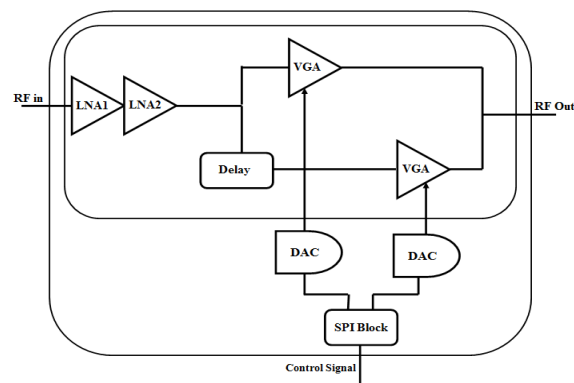 VGA
RF in
LNA1
LNA2
RF Out
Delay
VGA
DAC
DAC
SPI Block
Control Signal